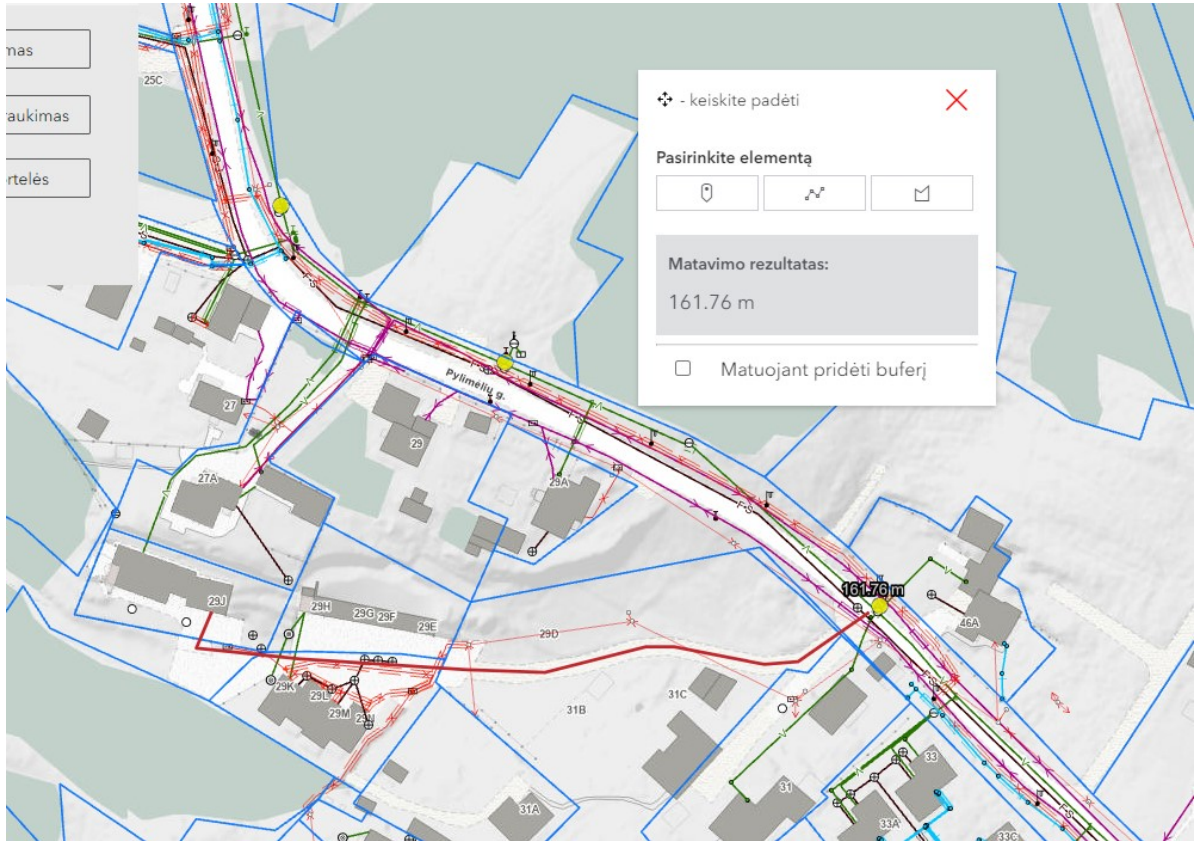 mas
raukimas
ortelės
25C
- keiskite padėti
Pasirinkite elementą
Matavimo rezultatas:
161.76 m
Matuojant pridėti buferį
F-S
Pylimėlių g.
27
29
27A
29A
F-S
161.76 m
29J
29H
29G
29F
29E
29D
46A
29K
29L
29M
31C
31B
F-S
31A
31
33
33A
33C
F-S